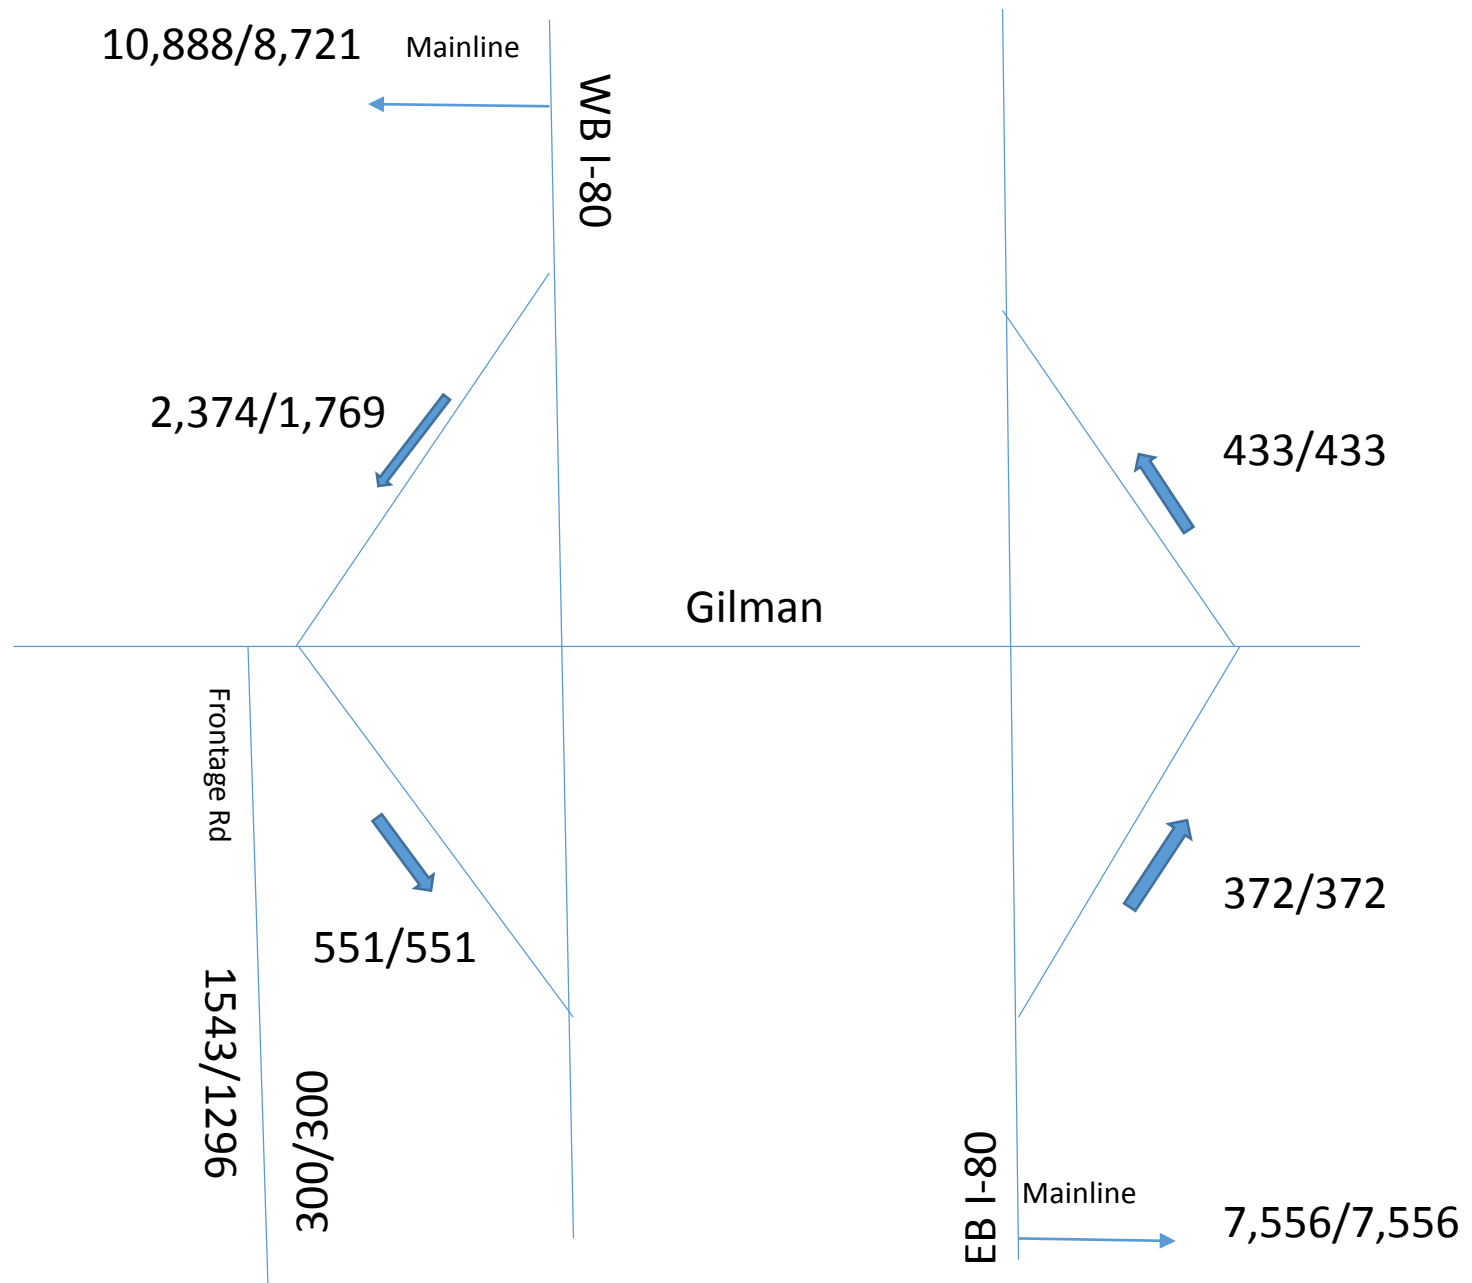 10,888/8,721
Mainline
WB I-80
2,374/1,769
433/433
Gilman
Frontage Rd
551/551
372/372
1543/1296
300/300
EB I-80
Mainline
7,556/7,556